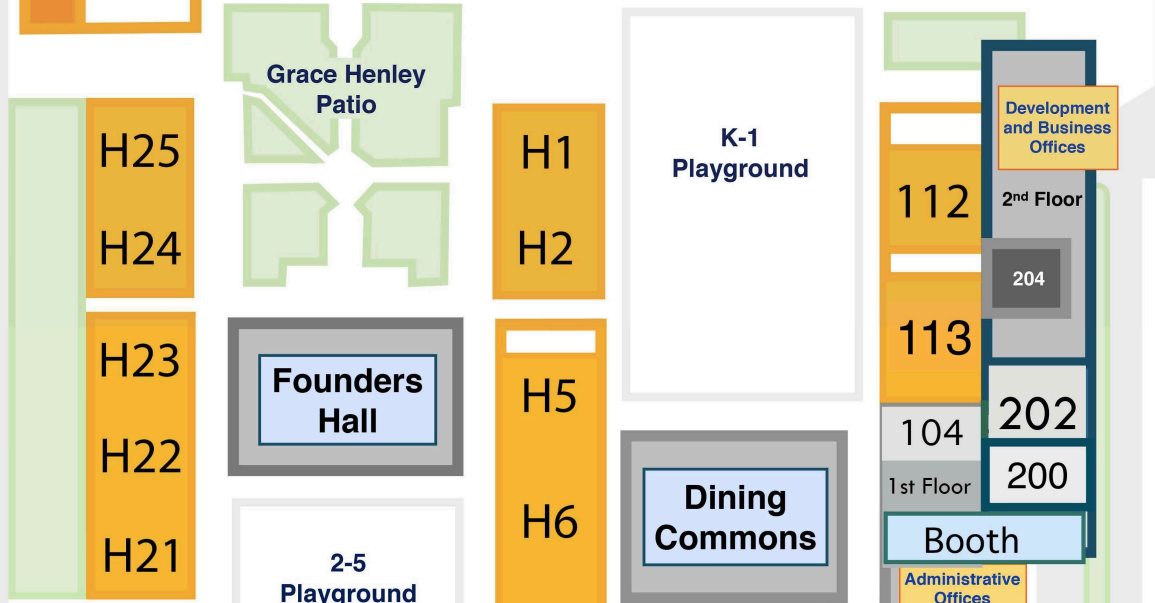 Grace Henley
Patio
H25
H24
H23
H22
H21
Founders
Hall
2-5
Playground
H1
H2
H5
H6
K-1
Playground
Dining
Commons
112
113
104
1st Floor
Development
and Business
Offices
2nd Floor
204
202
200
Booth
Administrative
Offices